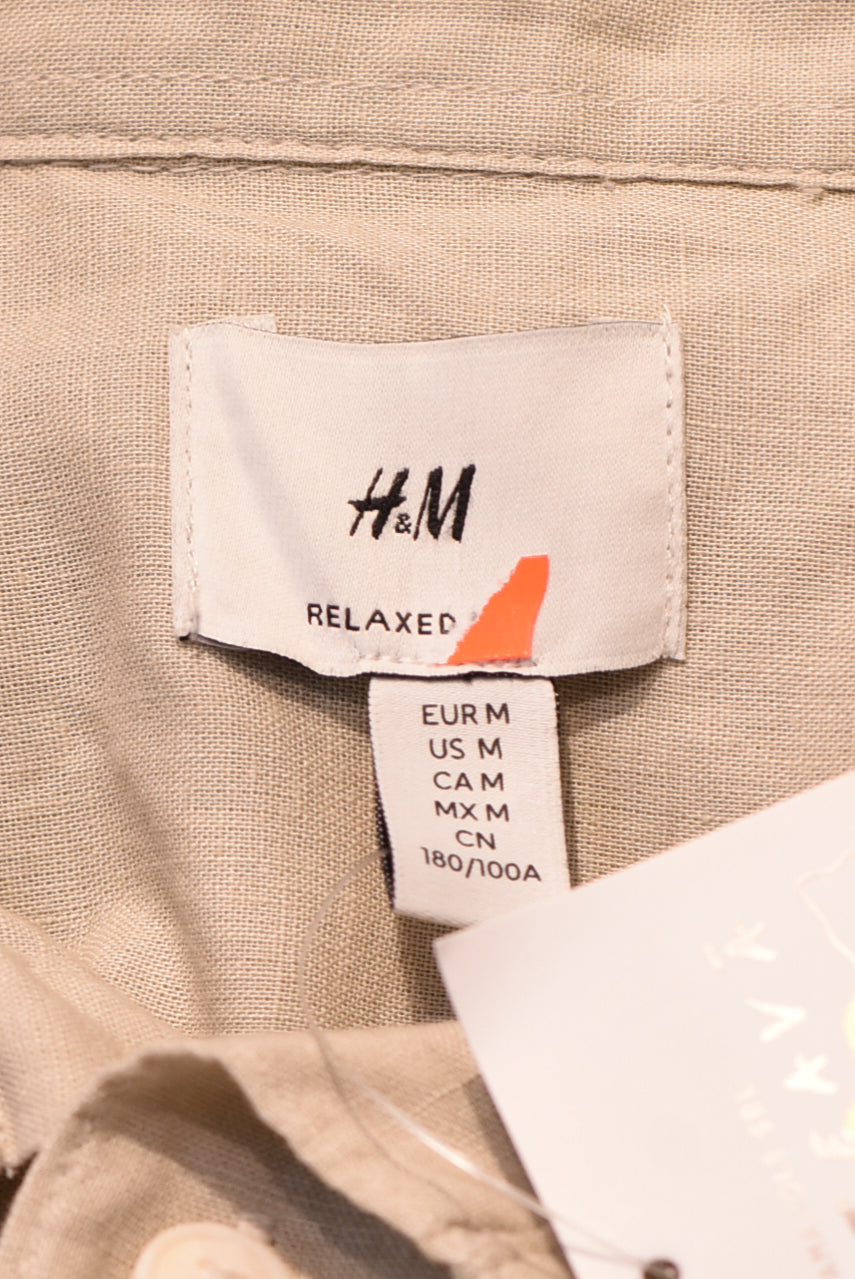 H&M
RELAXED
EUR M
US M
CA M
MX M
CN
180/100A